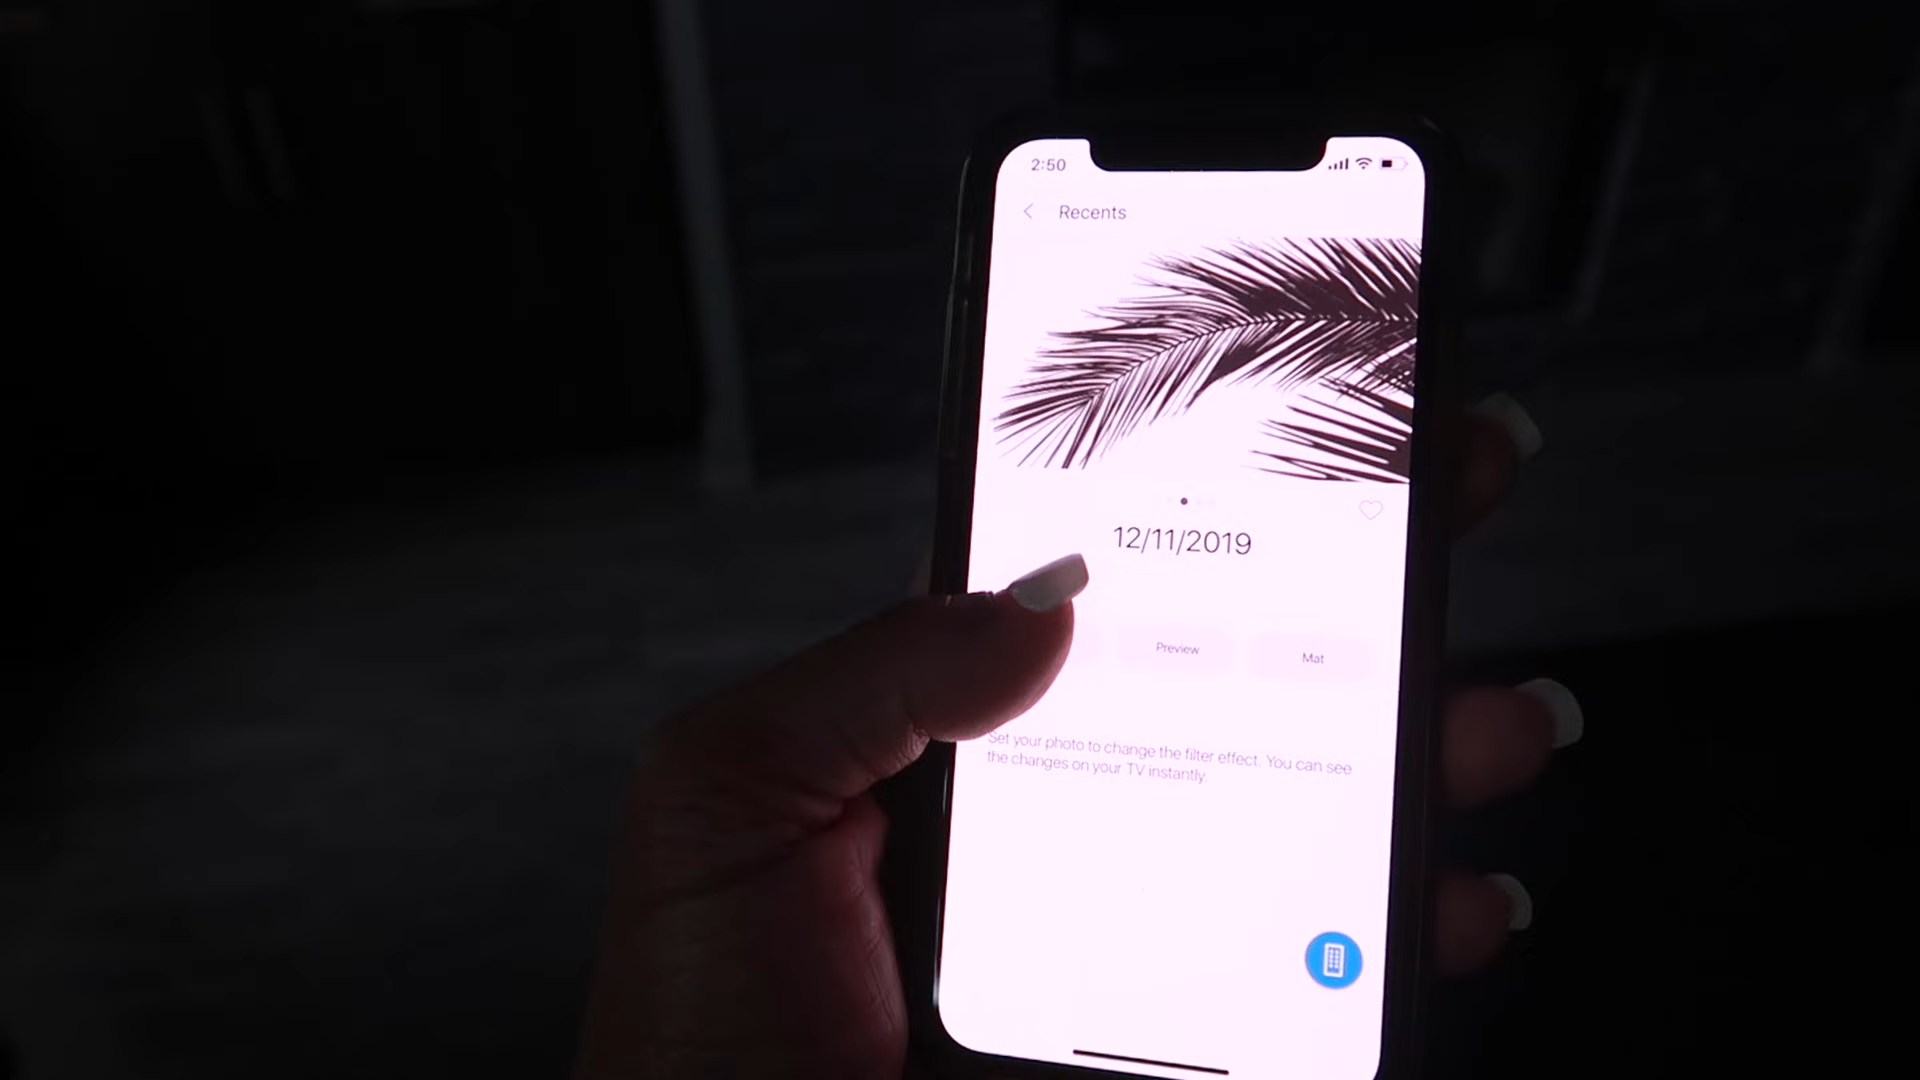 2:50
Recents
12/11/2019
Preview
Mat
Set your photo to change the filter effect. You can see
the changes on your TV instantly.